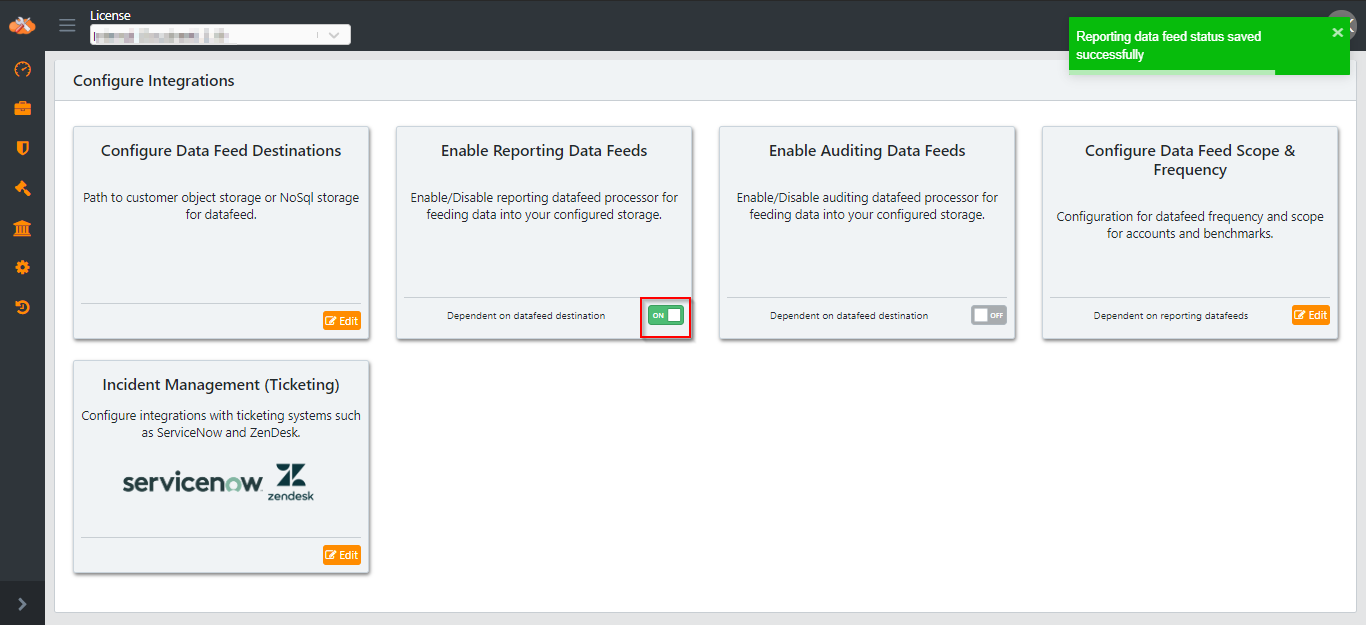 License
Reporting data feed status saved
successfully
Configure Integrations
Configure Data Feed Destinations
Path to customer object storage or NoSql storage
for datafeed.
Edit
Enable Reporting Data Feeds
Enable/Disable reporting datafeed processor for
feeding data into your configured storage.
Dependent on datafeed destination
ON
Enable Auditing Data Feeds
Enable/Disable auditing datafeed processor for
feeding data into your configured storage.
Dependent on datafeed destination
OFF
Configure Data Feed Scope &
Frequency
Configuration for datafeed frequency and scope
for accounts and benchmarks.
Dependent on reporting datafeeds
Edit
Incident Management (Ticketing)
Configure integrations with ticketing systems such
as ServiceNow and ZenDesk.
servicenow
zendesk
Edit